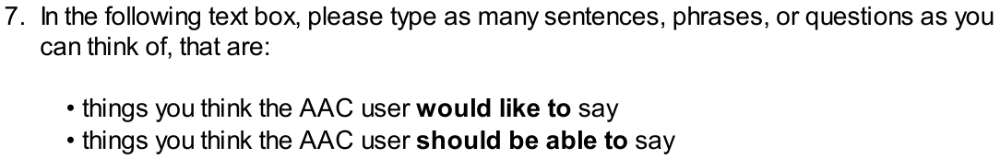 7. In the following text box, please type as many sentences, phrases, or questions as you
can think of, that are:
• things you think the AAC user would like to say
• things you think the AAC user should be able to say